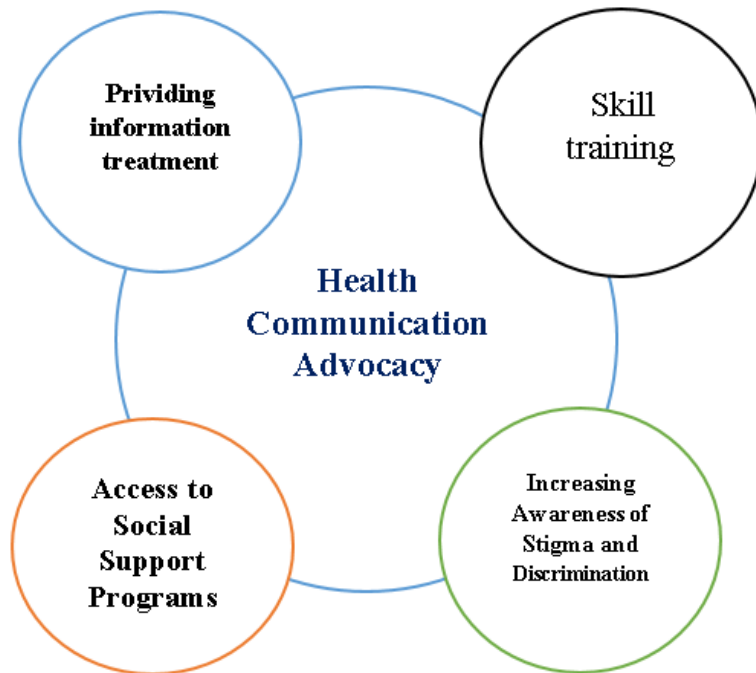 Prividing
information
treatment
Skill
training
Health
Communication
Advocacy
Access to
Social
Support
Programs
Increasing
Awareness of
Stigma and
Discrimination